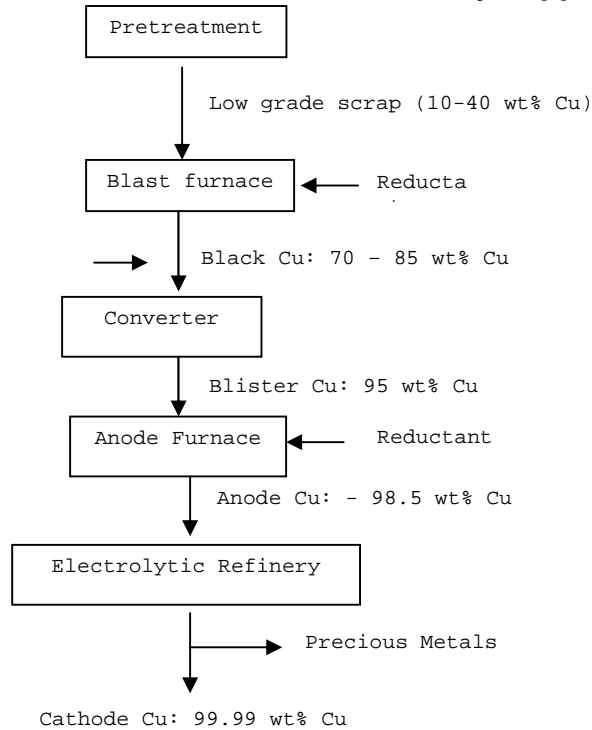 Pretreatment
Low grade scrap (10-40 wt% Cu)
Blast furnace
Reducta
Black Cu: 70 – 85 wt% Cu
Converter
Blister Cu: 95 wt% Cu
Anode Furnace
Reductant
Anode Cu: - 98.5 wt% Cu
Electrolytic Refinery
Precious Metals
Cathode Cu: 99.99 wt% Cu